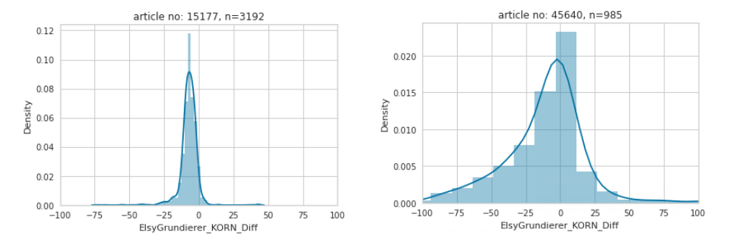 article no: 15177, n=3192
Density
0.12
0.10
0.08
0.06
0.04
0.02
0.00
−100 −75 −50 −25 0 25 50 75 100
ElsyGrundierer_KORN_Diff
article no: 45640, n=985
Density
0.020
0.015
0.010
0.005
0.000
−100 −75 −50 −25 0 25 50 75 100
ElsyGrundierer_KORN_Diff